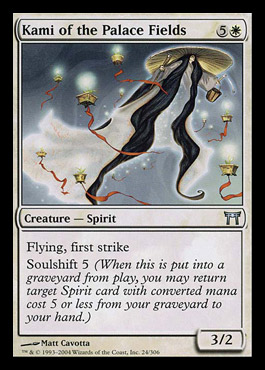 Kami of the Palace Fields 5
Creature — Spirit
Flying, first strike
Soulshift 5 (When this is put into a
graveyard from play, you may return
target Spirit card with converted mana
cost 5 or less from your graveyard to
your hand.)
Matt Cavotta
™ & © 1993-2004 Wizards of the Coast, Inc. 24/306
3/2